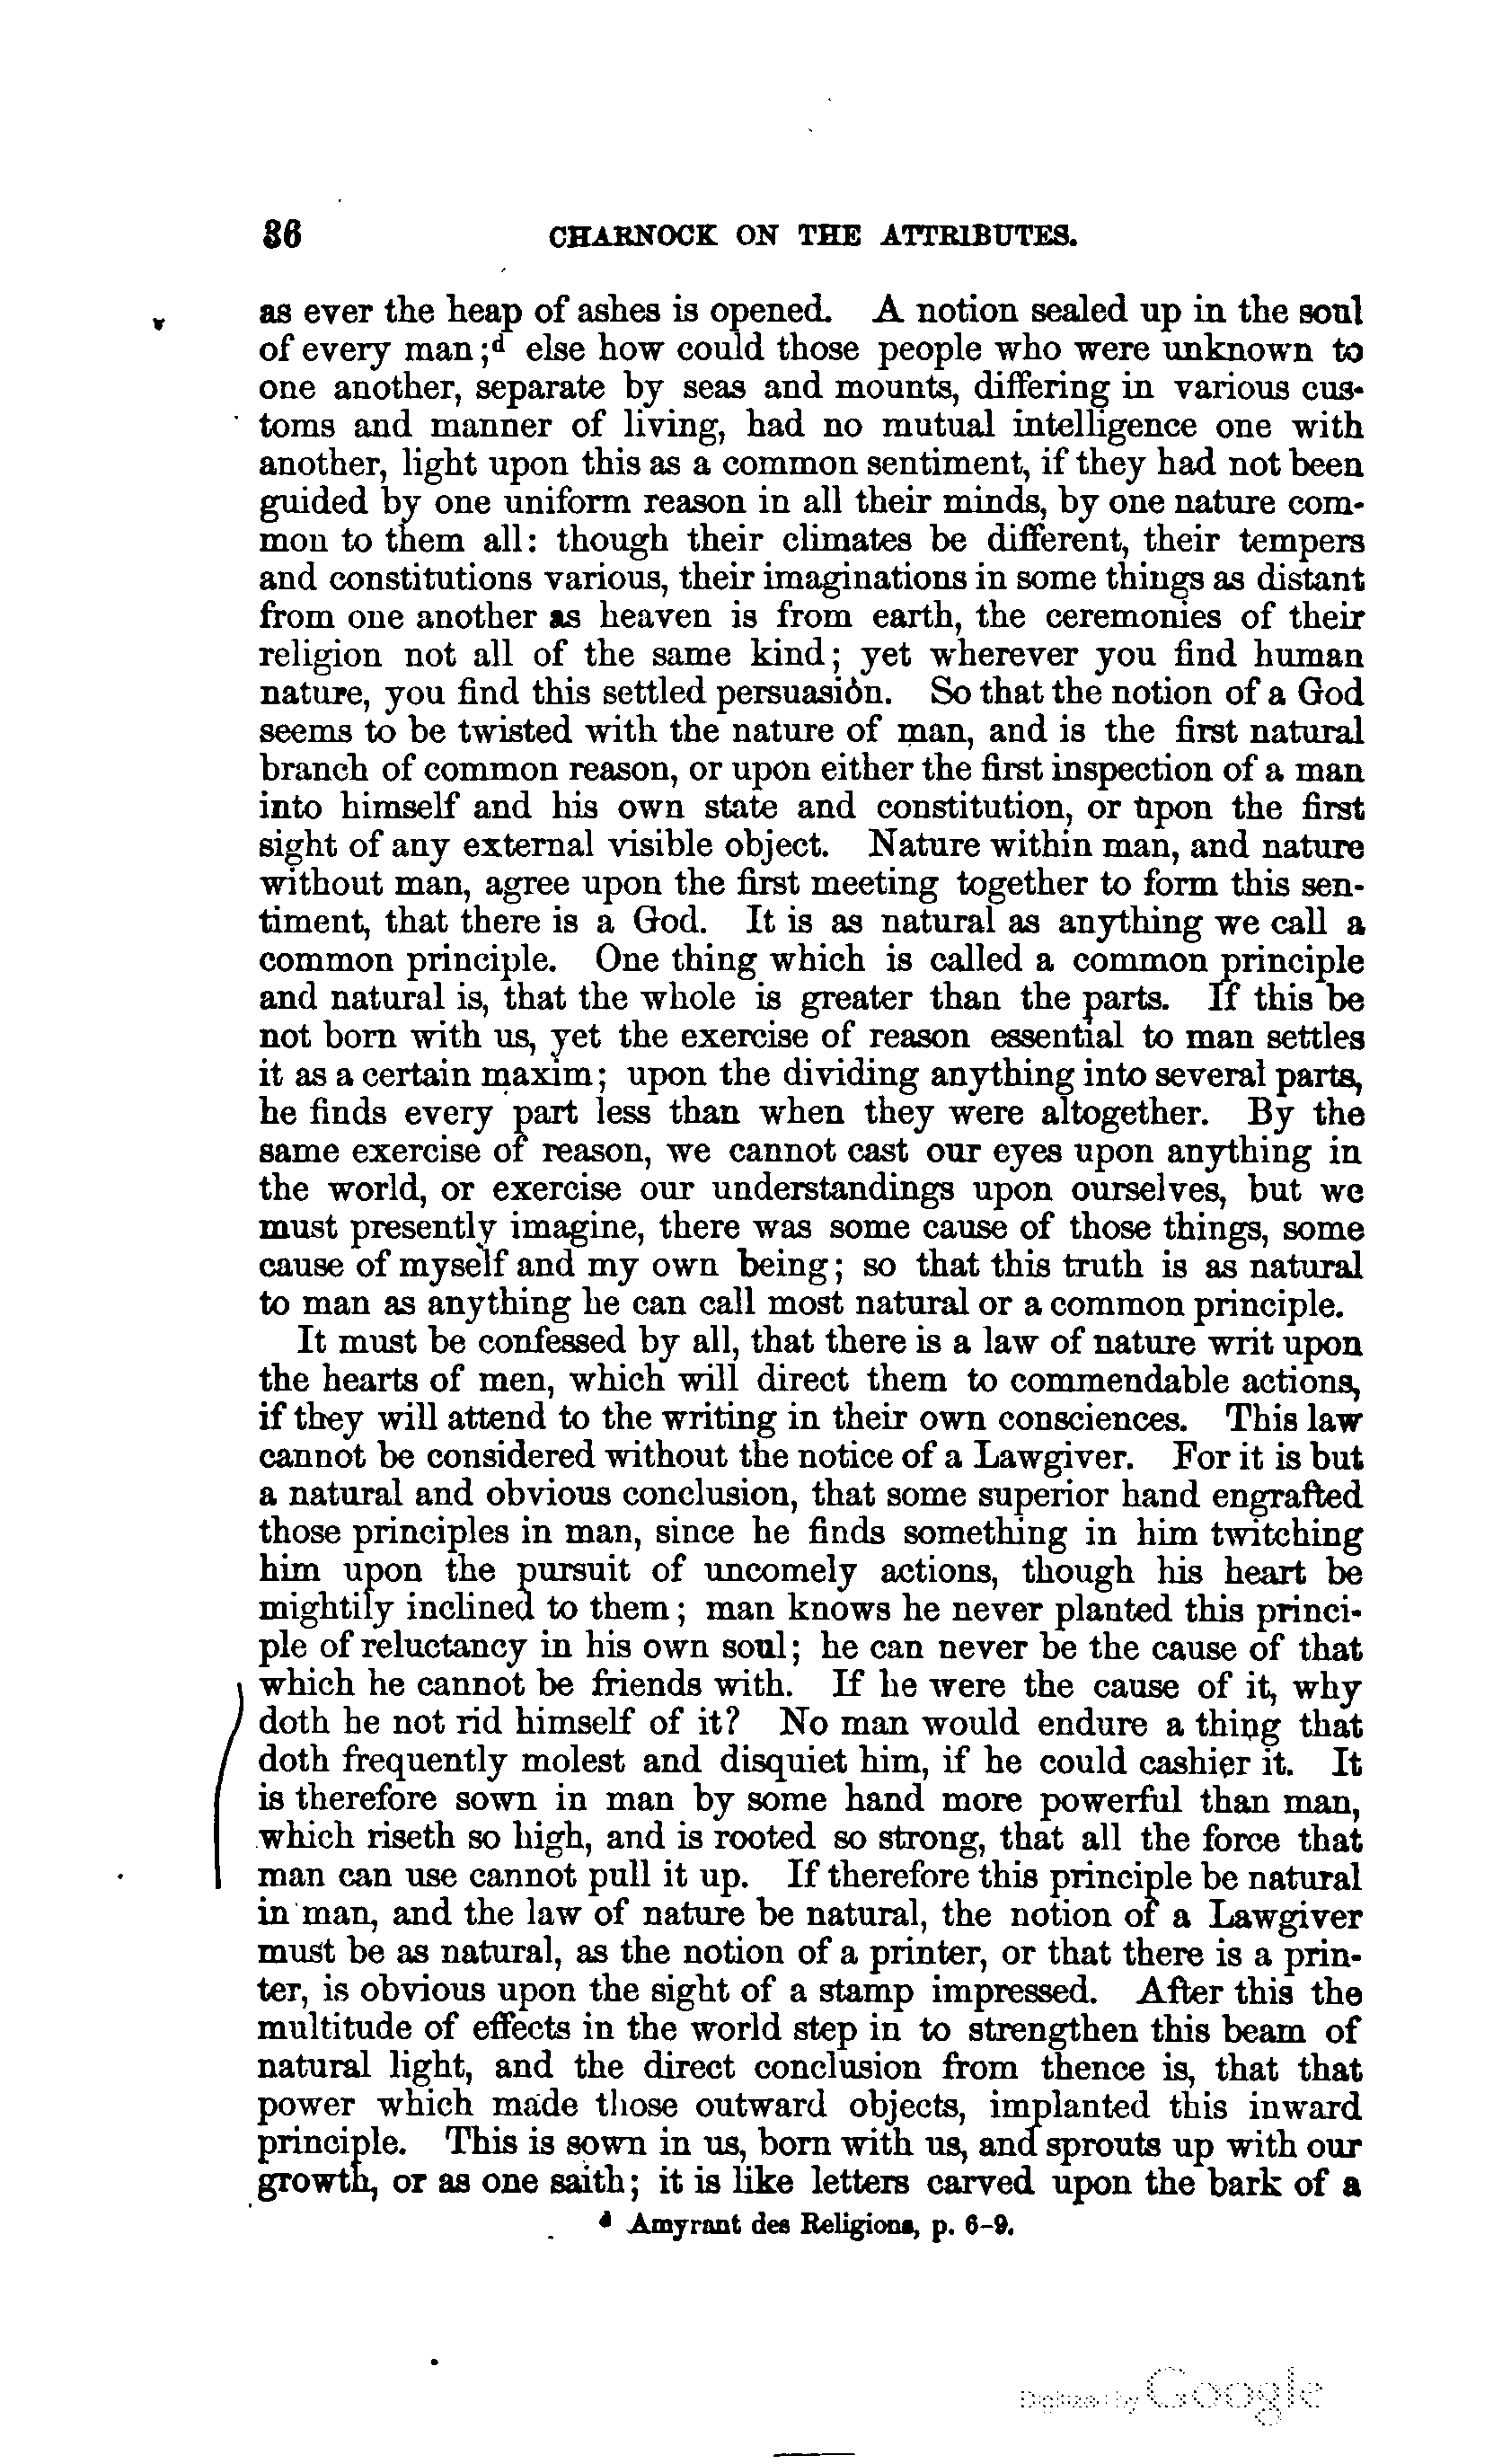 36 CHARNOCK ON THE ATTRIBUTES.
as ever the heap of ashes is opened. A notion sealed up in the soul
of every man;d else how could those people who were unknown to
one another, separate by seas and mounts, differing in various cus-
toms and manner of living, had no mutual intelligence one with
another, light upon this as a common sentiment, if they had not been
guided by one uniform reason in all their minds, by one nature com-
mon to them all: though their climates be different, their tempers
and constitutions various, their imaginations in some things as distant
from one another as heaven is from earth, the ceremonies of their
religion not all of the same kind; yet wherever you find human
nature, you find this settled persuasion. So that the notion of a God
seems to be twisted with the nature of man, and is the first natural
branch of common reason, or upon either the first inspection of a man
into himself and his own state and constitution, or upon the first
sight of any external visible object. Nature within man, and nature
without man, agree upon the first meeting together to form this sen-
timent, that there is a God. It is as natural as anything we call a
common principle. One thing which is called a common principle
and natural is, that the whole is greater than the parts. If this be
not born with us, yet the exercise of reason essential to man settles
it as a certain maxim; upon the dividing anything into several parts,
he finds every part less than when they were altogether. By the
same exercise of reason, we cannot cast our eyes upon anything in
the world, or exercise our understandings upon ourselves, but we
must presently imagine, there was some cause of those things, some
cause of myself and my own being; so that this truth is as natural
to man as anything he can call most natural or a common principle.
It must be confessed by all, that there is a law of nature writ upon
the hearts of men, which will direct them to commendable actions,
if they will attend to the writing in their own consciences. This law
cannot be considered without the notice of a Lawgiver. For it is but
a natural and obvious conclusion, that some superior hand engrafted
those principles in man, since he finds something in him twitching
him upon the pursuit of uncomely actions, though his heart be
mightily inclined to them; man knows he never planted this princi-
ple of reluctancy in his own soul; he can never be the cause of that
which he cannot be friends with. If he were the cause of it, why
doth he not rid himself of it? No man would endure a thing that
doth frequently molest and disquiet him, if he could cashier it. It
is therefore sown in man by some hand more powerful than man,
which riseth so high, and is rooted so strong, that all the force that
man can use cannot pull it up. If therefore this principle be natural
in man, and the law of nature be natural, the notion of a Lawgiver
must be as natural, as the notion of a printer, or that there is a prin-
ter, is obvious upon the sight of a stamp impressed. After this the
multitude of effects in the world step in to strengthen this beam of
natural light, and the direct conclusion from thence is, that that
power which made those outward objects, implanted this inward
principle. This is sown in us, born with us, and sprouts up with our
growth, or as one saith; it is like letters carved upon the bark of a
d Amyrant des Religions, p. 6-9.
Digitized by Google